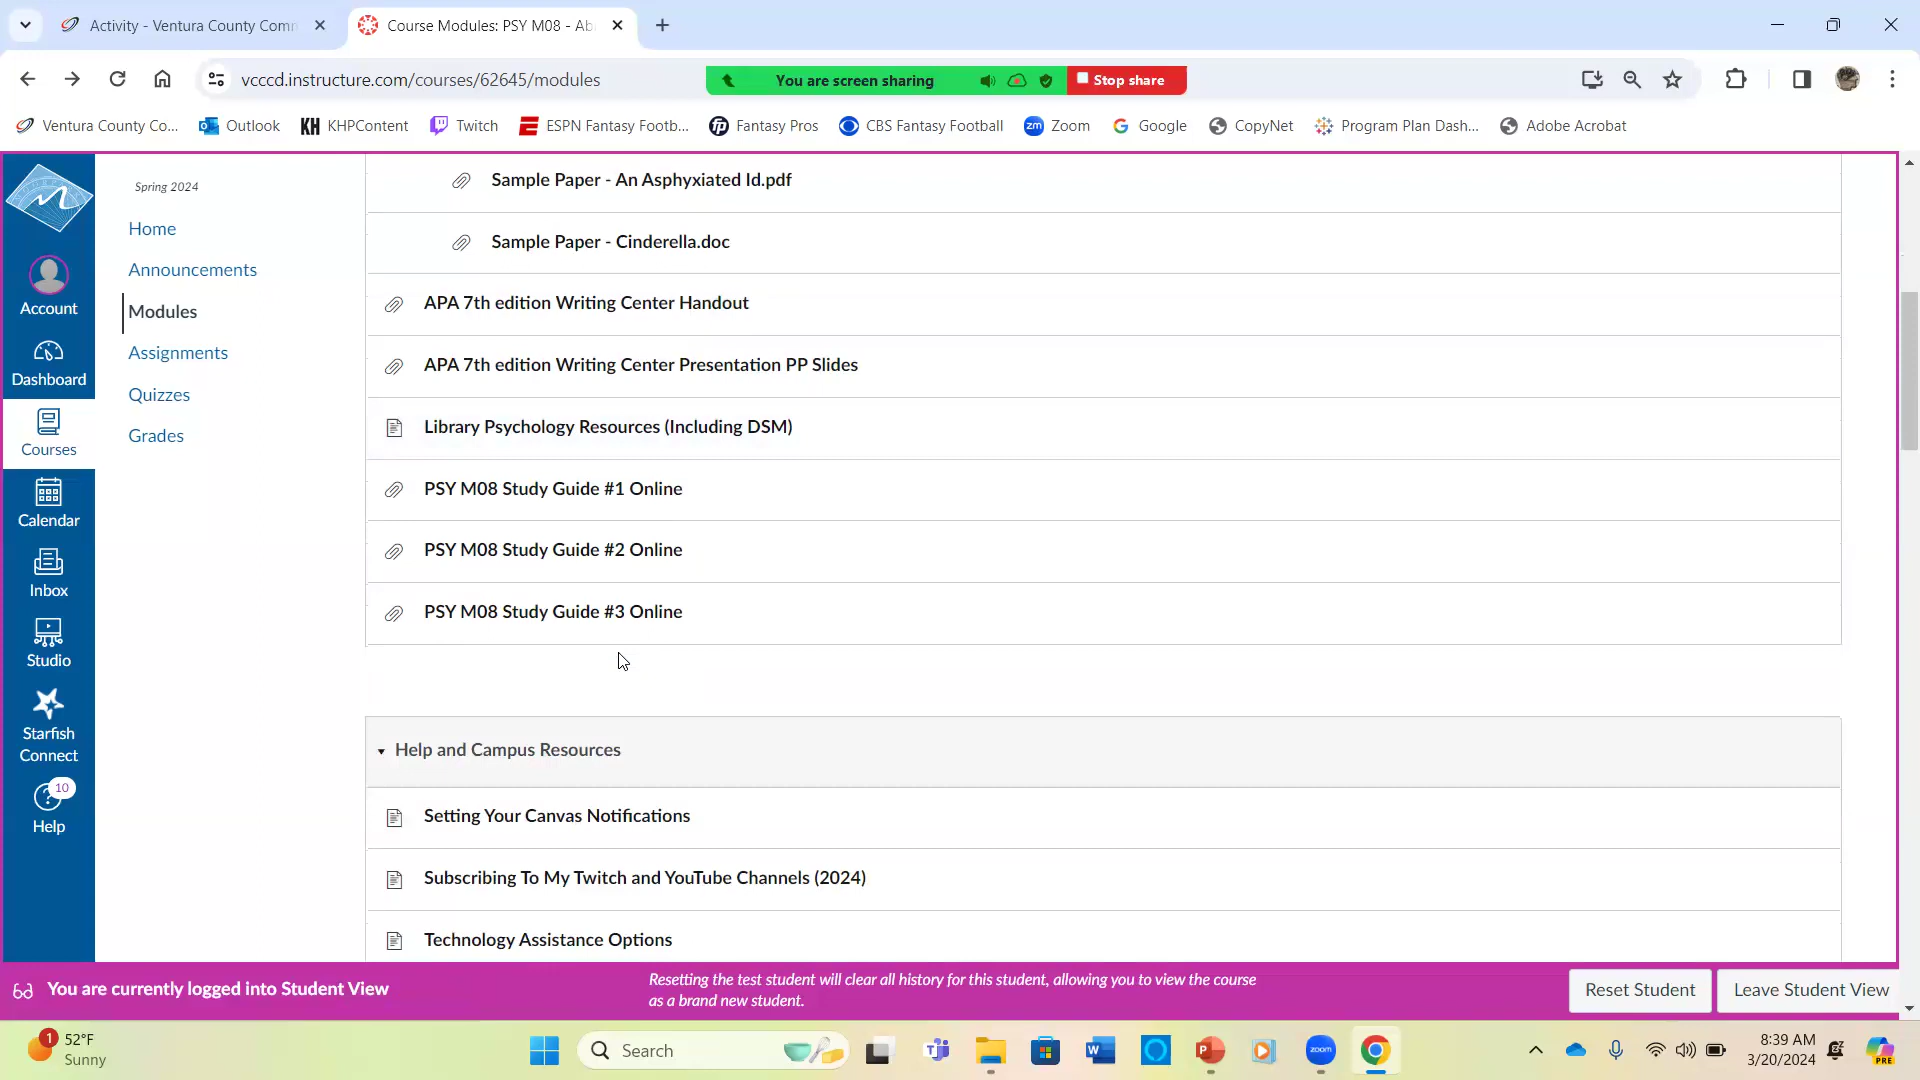 Activity - Ventura County Com
Course Modules: PSY M08 - Ab
vcccd.instructure.com/courses/62645/modules
You are screen sharing
Stop share
Ventura County Co...
Outlook
KHPContent
Twitch
ESPN Fantasy Footb...
Fantasy Pros
CBS Fantasy Football
Zoom
Google
CopyNet
Program Plan Dash...
Adobe Acrobat
Account
Dashboard
Courses
Calendar
Inbox
Studio
Starfish
Connect
10
Help
Spring 2024
Home
Announcements
Modules
Assignments
Quizzes
Grades
Sample Paper - An Asphyxiated Id.pdf
Sample Paper - Cinderella.doc
APA 7th edition Writing Center Handout
APA 7th edition Writing Center Presentation PP Slides
Library Psychology Resources (Including DSM)
PSY M08 Study Guide #1 Online
PSY M08 Study Guide #2 Online
PSY M08 Study Guide #3 Online
Help and Campus Resources
Setting Your Canvas Notifications
Subscribing To My Twitch and YouTube Channels (2024)
Technology Assistance Options
You are currently logged into Student View
Resetting the test student will clear all history for this student, allowing you to view the course
as a brand new student.
Reset Student
Leave Student View
1
52°F
Sunny
Search
zoom
8:39 AM
3/20/2024
PRE